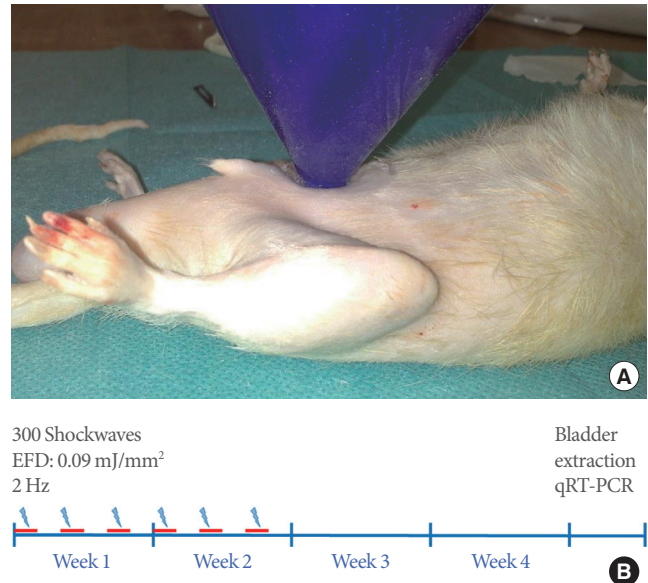 A
300 Shockwaves
EFD: 0.09 mJ/mm²
2 Hz
Bladder
extraction
qRT-PCR
Week 1 Week 2 Week 3 Week 4
B